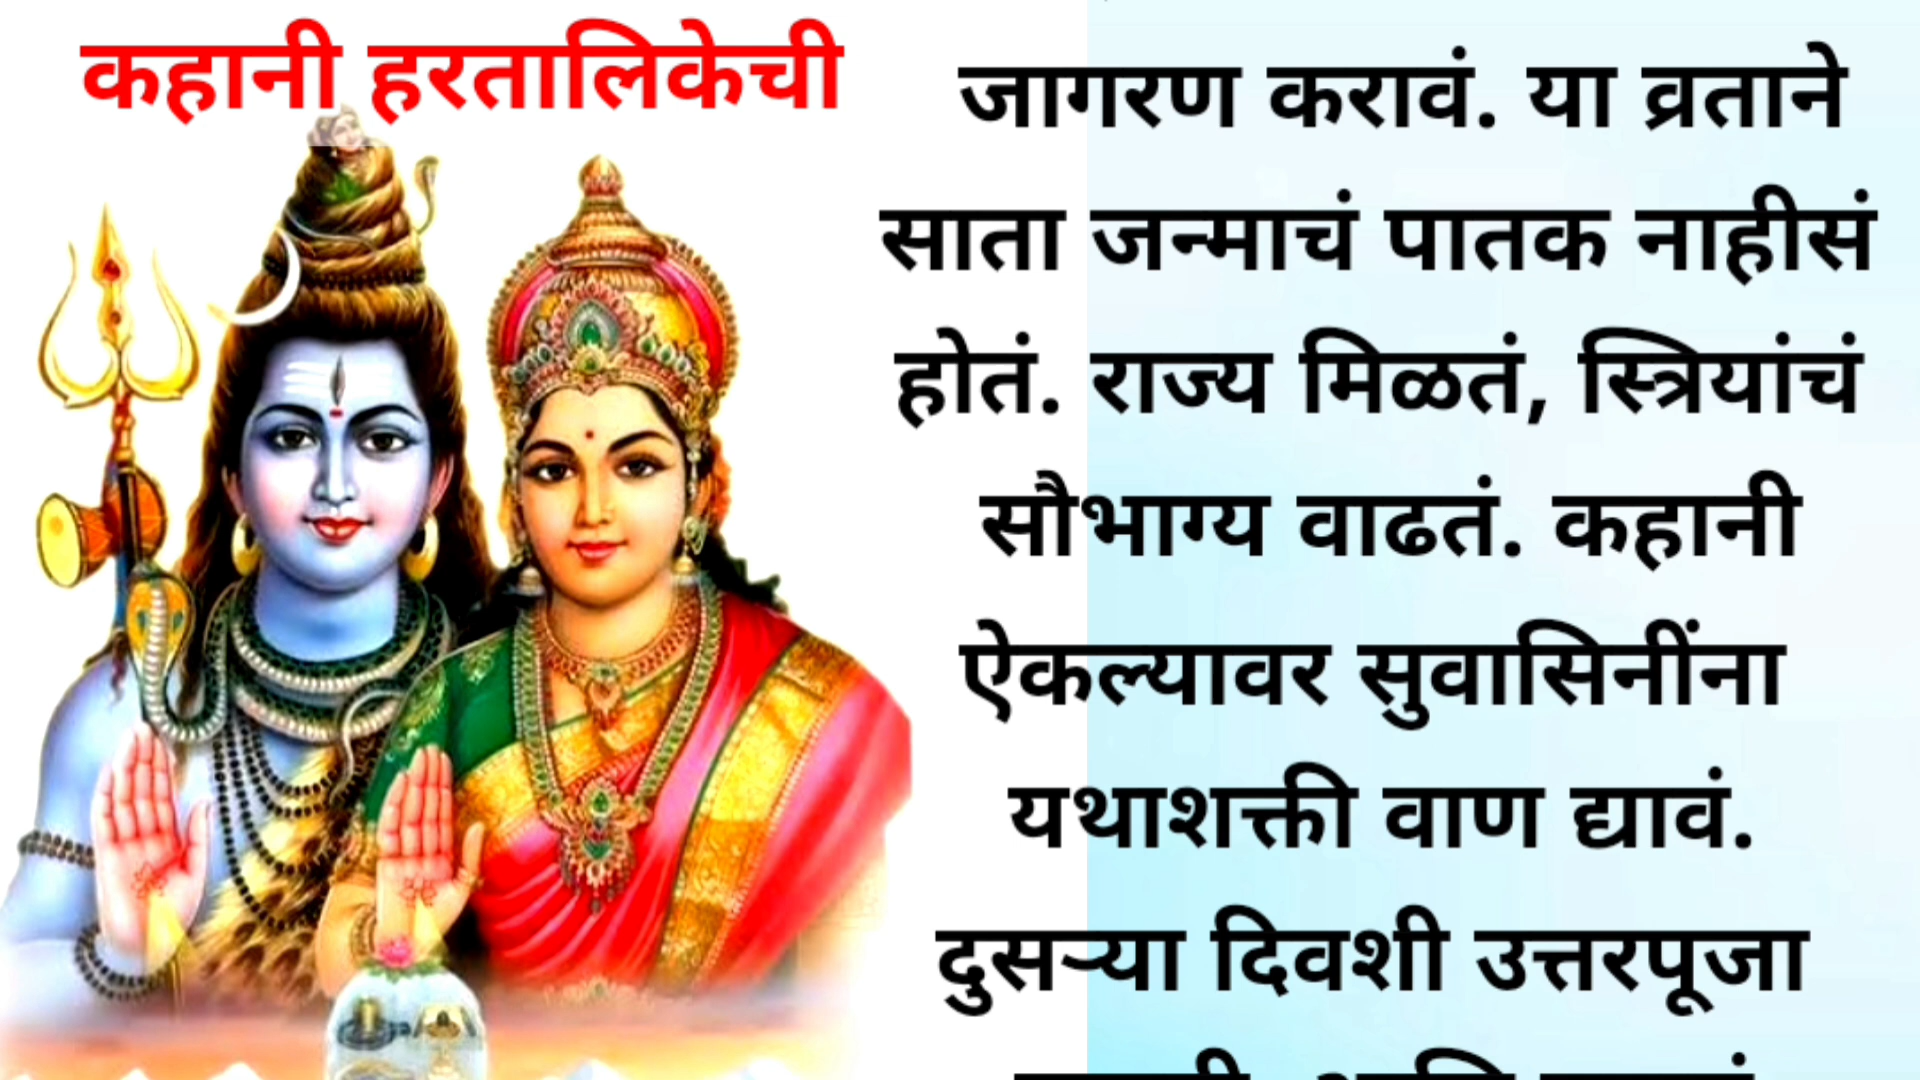 कहानी हरतालिकेची
जागरण करावं. या व्रताने
साता जन्माचं पातक नाहीसं
होतं. राज्य मिळतं, स्त्रियांचं
सौभाग्य वाढतं. कहानी
ऐकल्यावर सुवासिनींना
यथाशक्ती वाण द्यावं.
दुसऱ्या दिवशी उत्तरपूजा